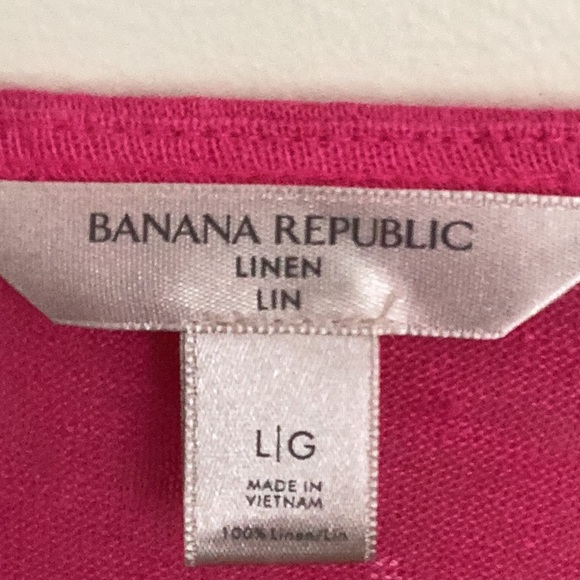 BANANA REPUBLIC
LINEN
LIN
L|G
MADE IN
VIETNAM
100% Linen/Lin